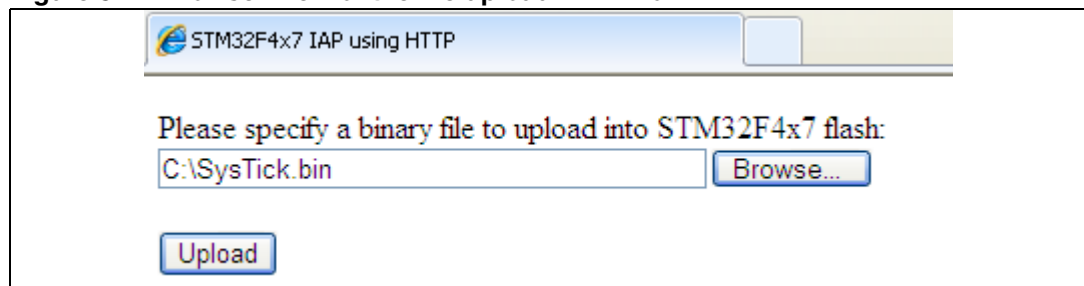 STM32F4x7 IAP using HTTP
Please specify a binary file to upload into STM32F4x7 flash:
C:\SysTick.bin
Browse...
Upload